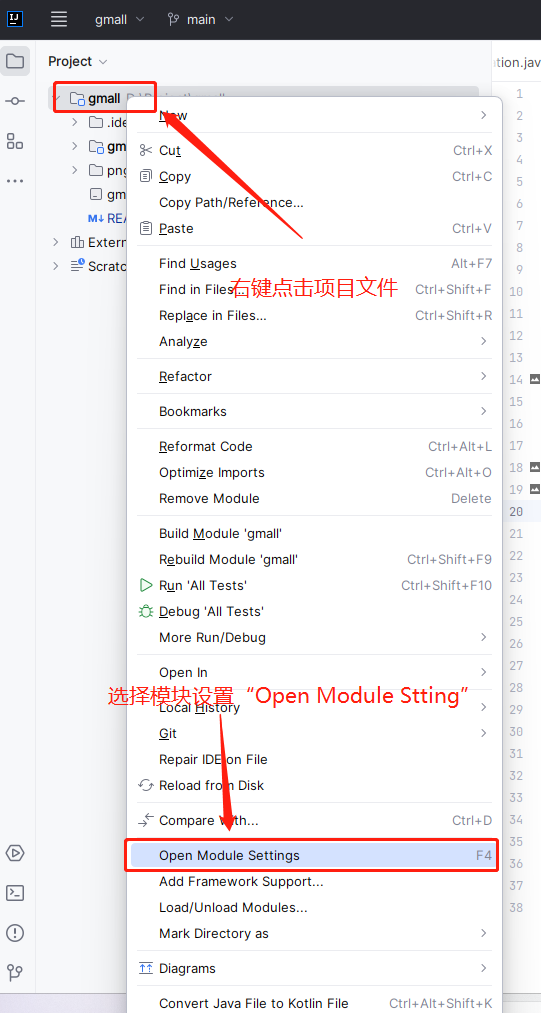 gmall
main
Project
tion.jav
gmall
New
.ide
Cut Ctrl+X
gm
Copy Ctrl+C
png
Copy Path/Reference...
gm
Paste Ctrl+V
REA
Extern
Find Usages Alt+F7
Scratc
Find in Files... Ctrl+Shift+F
右键点击项目文件
Replace in Files... Ctrl+Shift+R
Analyze
Refactor
Bookmarks
Reformat Code Ctrl+Alt+L
Optimize Imports Ctrl+Alt+O
Remove Module Delete
Build Module 'gmall'
Rebuild Module 'gmall' Ctrl+Shift+F9
Run 'All Tests' Ctrl+Shift+F10
Debug 'All Tests'
More Run/Debug
Open In
选择模块设置“Open Module Stting”
Local History
Git
Repair IDE on File
Reload from Disk
Compare With... Ctrl+D
Open Module Settings F4
Add Framework Support...
Load/Unload Modules...
Mark Directory as
Diagrams
Convert Java File to Kotlin File Ctrl+Alt+Shift+K
1
2
3
4
5
6
7
8
9
10
11
12
13
14
15
16
17
18
19
20
21
22
23
24
25
26
27
28
29
30
31
32
33
34
35
36
37
38